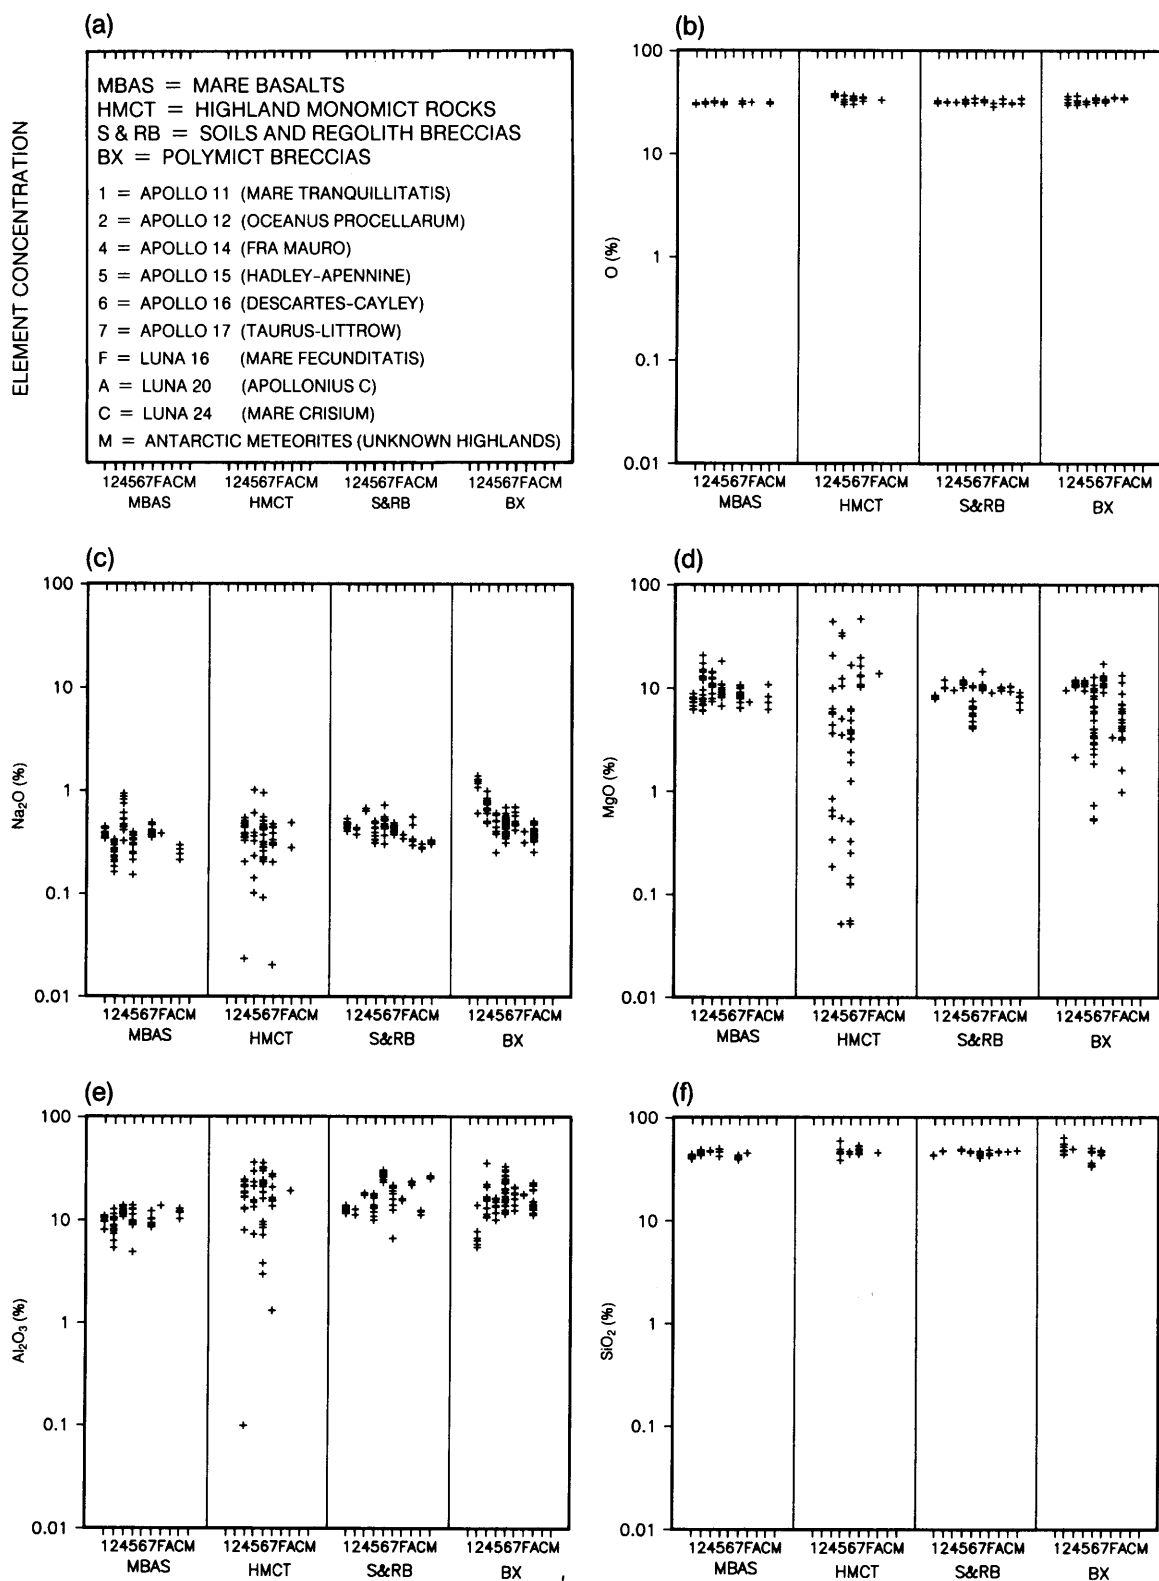 (a)
ELEMENT CONCENTRATION
MBAS = MARE BASALTS
HMCT = HIGHLAND MONOMICT ROCKS
S & RB = SOILS AND REGOLITH BRECCIAS
BX = POLYMICT BRECCIAS
1 = APOLLO 11 (MARE TRANQUILLITATIS)
2 = APOLLO 12 (OCEANUS PROCELLARUM)
4 = APOLLO 14 (FRA MAURO)
5 = APOLLO 15 (HADLEY-APENNINE)
6 = APOLLO 16 (DESCARTES-CAYLEY)
7 = APOLLO 17 (TAURUS-LITTROW)
F = LUNA 16 (MARE FECUNDITATIS)
A = LUNA 20 (APOLLONIUS C)
C = LUNA 24 (MARE CRISIUM)
M = ANTARCTIC METEORITES (UNKNOWN HIGHLANDS)
124567FACM 124567FACM 124567FACM 124567FACM
MBAS HMCT S&RB BX
(b)
100
10
1
0.1
0.01
O (%)
124567FACM 124567FACM 124567FACM 124567FACM
MBAS HMCT S&RB BX
(c)
100
10
1
0.1
0.01
Na₂O (%)
124567FACM 124567FACM 124567FACM 124567FACM
MBAS HMCT S&RB BX
(d)
100
10
1
0.1
0.01
MgO (%)
124567FACM 124567FACM 124567FACM 124567FACM
MBAS HMCT S&RB BX
(e)
100
10
1
0.1
0.01
Al₂O₃ (%)
124567FACM 124567FACM 124567FACM 124567FACM
MBAS HMCT S&RB BX
(f)
100
10
1
0.1
0.01
SiO₂ (%)
124567FACM 124567FACM 124567FACM 124567FACM
MBAS HMCT S&RB BX